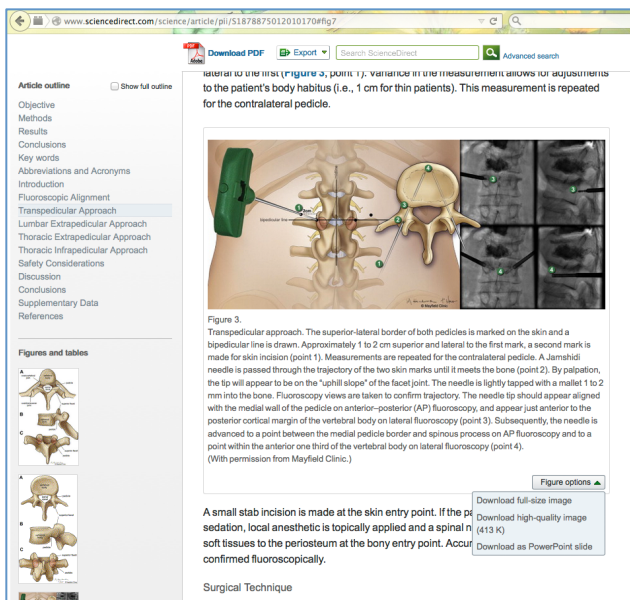 www.sciencedirect.com/science/article/pii/S1878875012010170#fig7
PDF
Adobe
Download PDF
Export
Search ScienceDirect
Advanced search
Article outline
Show full outline
Objective
Methods
Results
Conclusions
Key words
Abbreviations and Acronyms
Introduction
Fluoroscopic Alignment
Transpedicular Approach
Lumbar Extrapedicular Approach
Thoracic Extrapedicular Approach
Thoracic Infrapedicular Approach
Safety Considerations
Discussion
Conclusions
Supplementary Data
References
Figures and tables
A
B
A
B
C
lateral to the first (Figure 3, point 1). Variance in the measurement allows for adjustments
to the patient's body habitus (i.e., 1 cm for thin patients). This measurement is repeated
for the contralateral pedicle.
1
bipedicular line
4
3
2
1
3
3
4
4
© Mayfield Clinic
Figure 3.
Transpedicular approach. The superior-lateral border of both pedicles is marked on the skin and a
bipedicular line is drawn. Approximately 1 to 2 cm superior and lateral to the first mark, a second mark is
made for skin incision (point 1). Measurements are repeated for the contralateral pedicle. A Jamshidi
needle is passed through the trajectory of the two skin marks until it meets the bone (point 2). By palpation,
the tip will appear to be on the "uphill slope" of the facet joint. The needle is lightly tapped with a mallet 1 to 2
mm into the bone. Fluoroscopy views are taken to confirm trajectory. The needle tip should appear aligned
with the medial wall of the pedicle on anterior–posterior (AP) fluoroscopy, and appear just anterior to the
posterior cortical margin of the vertebral body on lateral fluoroscopy (point 3). Subsequently, the needle is
advanced to a point between the medial pedicle border and spinous process on AP fluoroscopy and to a
point within the anterior one third of the vertebral body on lateral fluoroscopy (point 4).
(With permission from Mayfield Clinic.)
Figure options
Download full-size image
Download high-quality image
(413 K)
Download as PowerPoint slide
A small stab incision is made at the skin entry point. If the pa
sedation, local anesthetic is topically applied and a spinal n
soft tissues to the periosteum at the bony entry point. Accur
confirmed fluoroscopically.
Surgical Technique